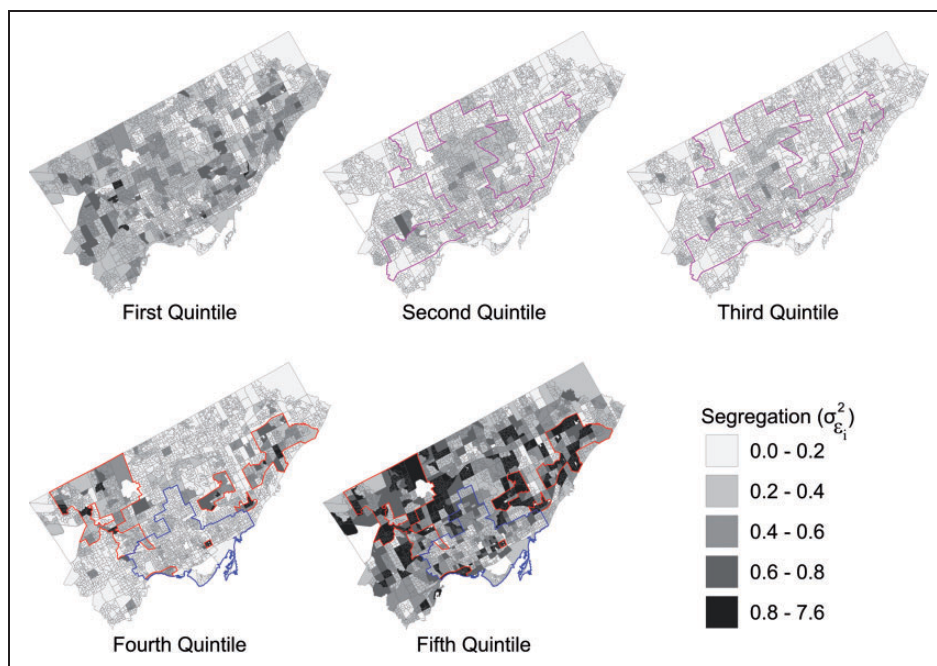 First Quintile
Second Quintile
Third Quintile
Fourth Quintile
Fifth Quintile
Segregation (σ²εᵢ)
0.0 - 0.2
0.2 - 0.4
0.4 - 0.6
0.6 - 0.8
0.8 - 7.6